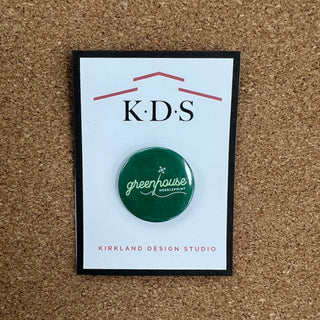 K·D·S
greenhouse
NEEDLEPOINT
KIRKLAND DESIGN STUDIO